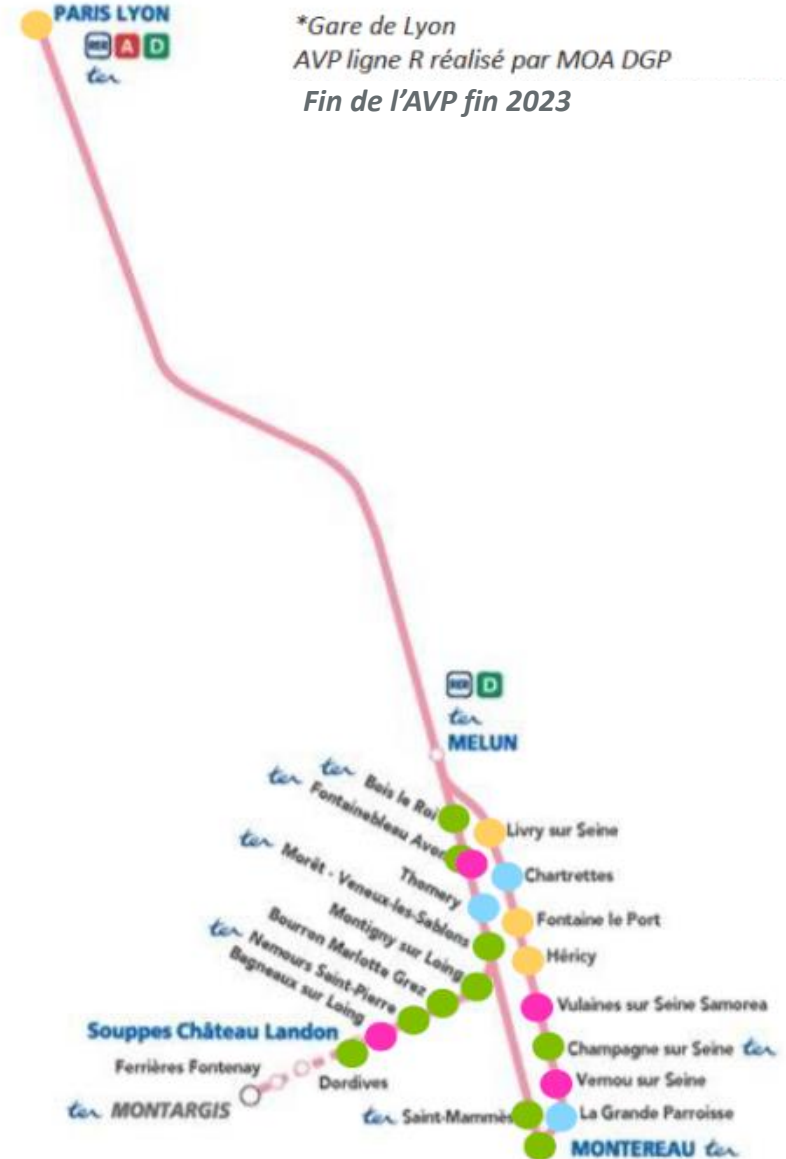 PARIS LYON
RER A D
ter
*Gare de Lyon
AVP ligne R réalisé par MOA DGP
Fin de l'AVP fin 2023
RER D
ter
MELUN
ter Bois le Roi
ter Fontainebleau Avon
Thomery
ter Morêt - Veneux-les-Sablons
Montigny sur Loing
Bourron Marlotte Grez
ter Nemours Saint-Pierre
Bagneaux sur Loing
Souppes Château Landon
Ferrières Fontenay
Dordives
ter MONTARGIS
Livry sur Seine
Chartrettes
Fontaine le Port
Héricy
Vulaines sur Seine Samorea
Champagne sur Seine ter
Vernou sur Seine
La Grande Parroisse
ter Saint-Mammès
MONTEREAU ter